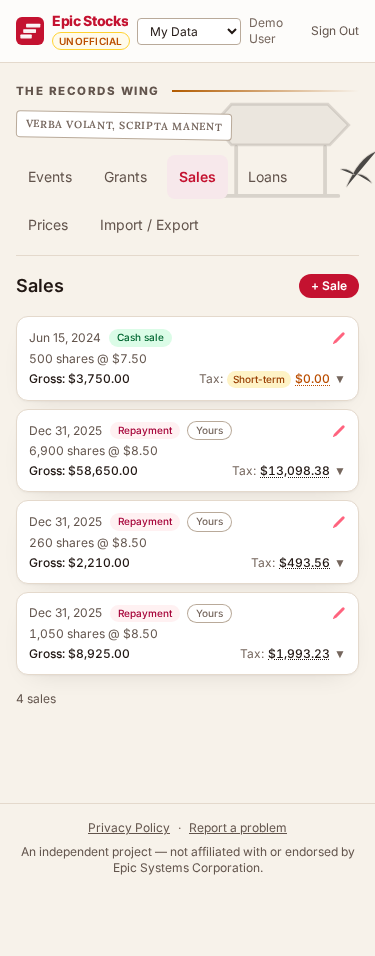 Epic Stocks
UNOFFICIAL
My Data
Demo User
Sign Out
THE RECORDS WING
VERBA VOLANT, SCRIPTA MANENT
Events Grants Sales Loans
Prices Import / Export
Sales
+ Sale
Jun 15, 2024 Cash sale
500 shares @ $7.50
Gross: $3,750.00 Tax: Short-term $0.00 ▼
Dec 31, 2025 Repayment Yours
6,900 shares @ $8.50
Gross: $58,650.00 Tax: $13,098.38 ▼
Dec 31, 2025 Repayment Yours
260 shares @ $8.50
Gross: $2,210.00 Tax: $493.56 ▼
Dec 31, 2025 Repayment Yours
1,050 shares @ $8.50
Gross: $8,925.00 Tax: $1,993.23 ▼
4 sales
Privacy Policy · Report a problem
An independent project — not affiliated with or endorsed by
Epic Systems Corporation.